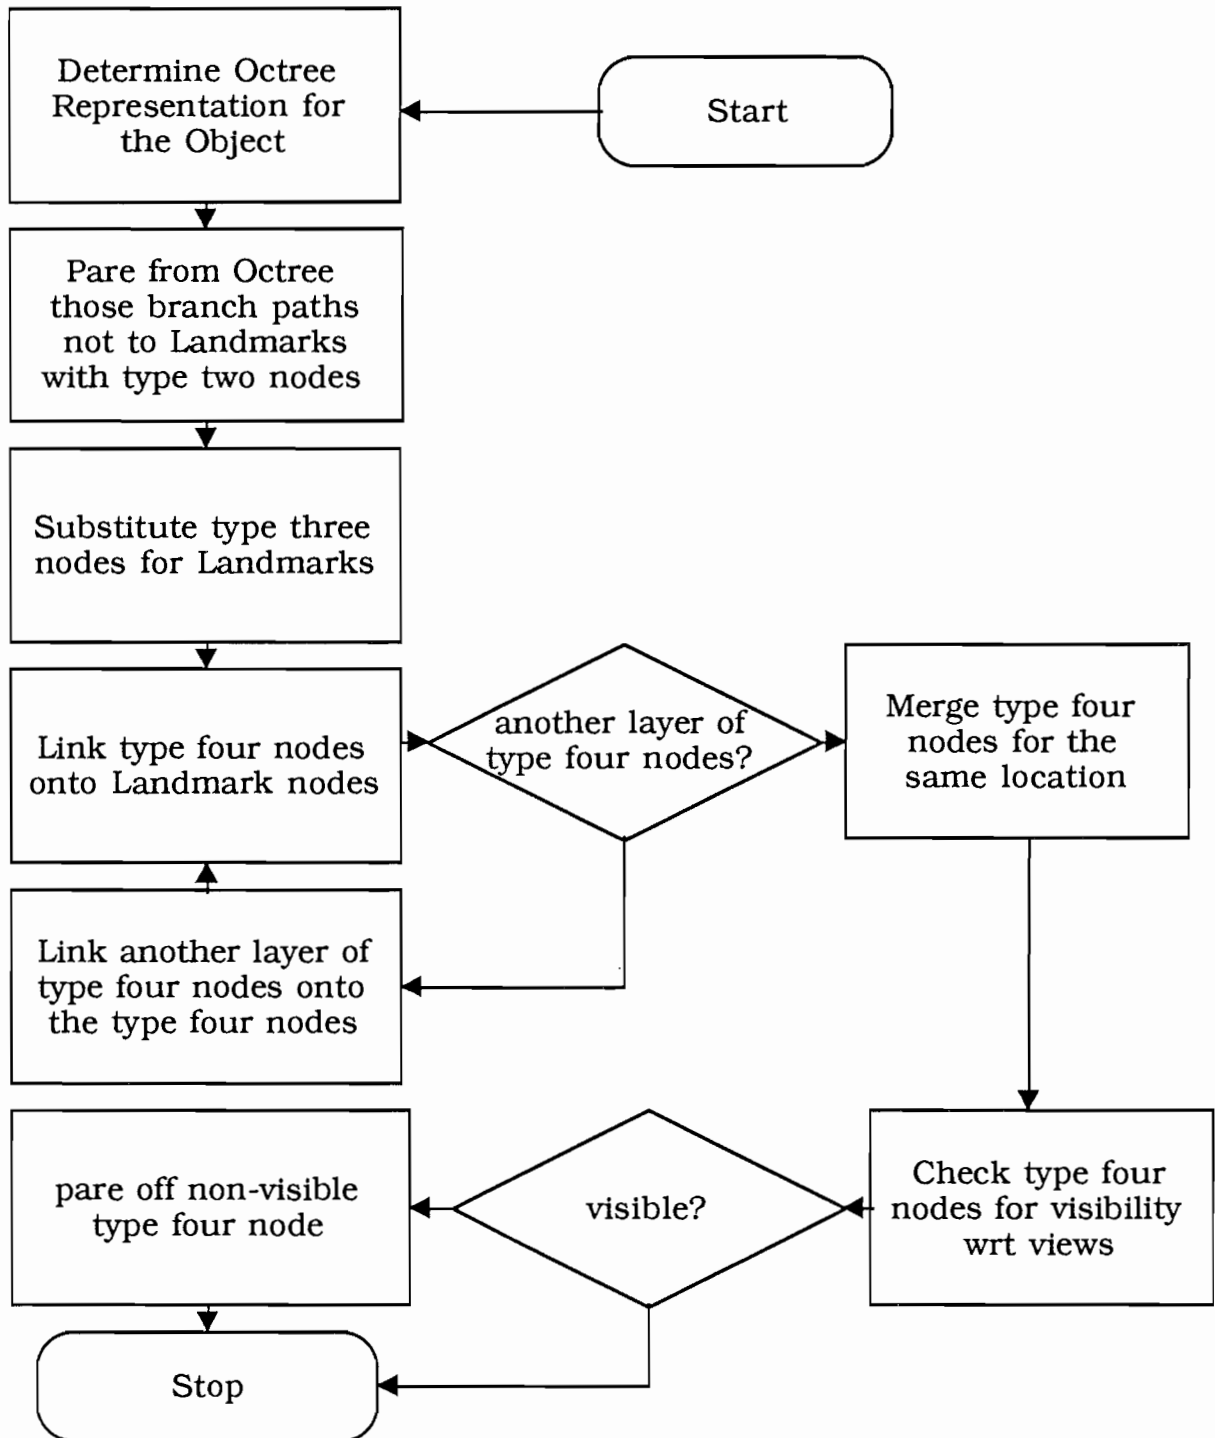 Start
Determine Octree
Representation for
the Object
Pare from Octree
those branch paths
not to Landmarks
with type two nodes
Substitute type three
nodes for Landmarks
Link type four nodes
onto Landmark nodes
another layer of
type four nodes?
Merge type four
nodes for the
same location
Link another layer of
type four nodes onto
the type four nodes
Check type four
nodes for visibility
wrt views
visible?
pare off non-visible
type four node
Stop